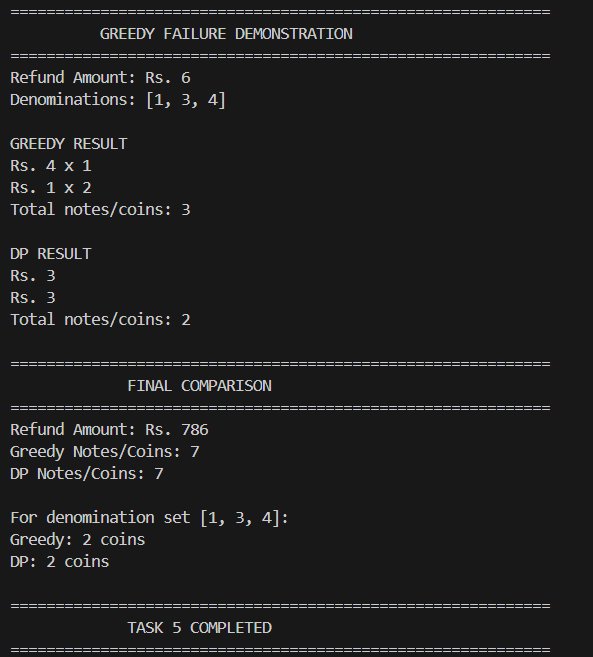 ============================================================
GREEDY FAILURE DEMONSTRATION
============================================================
Refund Amount: Rs. 6
Denominations: [1, 3, 4]
GREEDY RESULT
Rs. 4 x 1
Rs. 1 x 2
Total notes/coins: 3
DP RESULT
Rs. 3
Rs. 3
Total notes/coins: 2
============================================================
FINAL COMPARISON
============================================================
Refund Amount: Rs. 786
Greedy Notes/Coins: 7
DP Notes/Coins: 7
For denomination set [1, 3, 4]:
Greedy: 2 coins
DP: 2 coins
============================================================
TASK 5 COMPLETED
============================================================